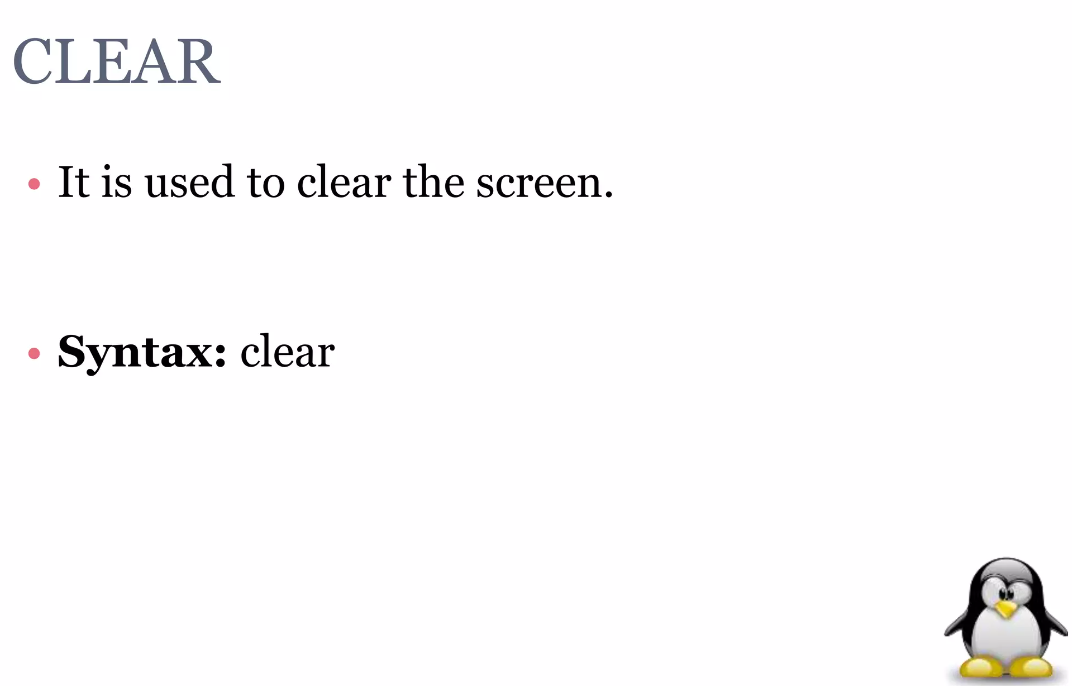 CLEAR
• It is used to clear the screen.
• Syntax: clear